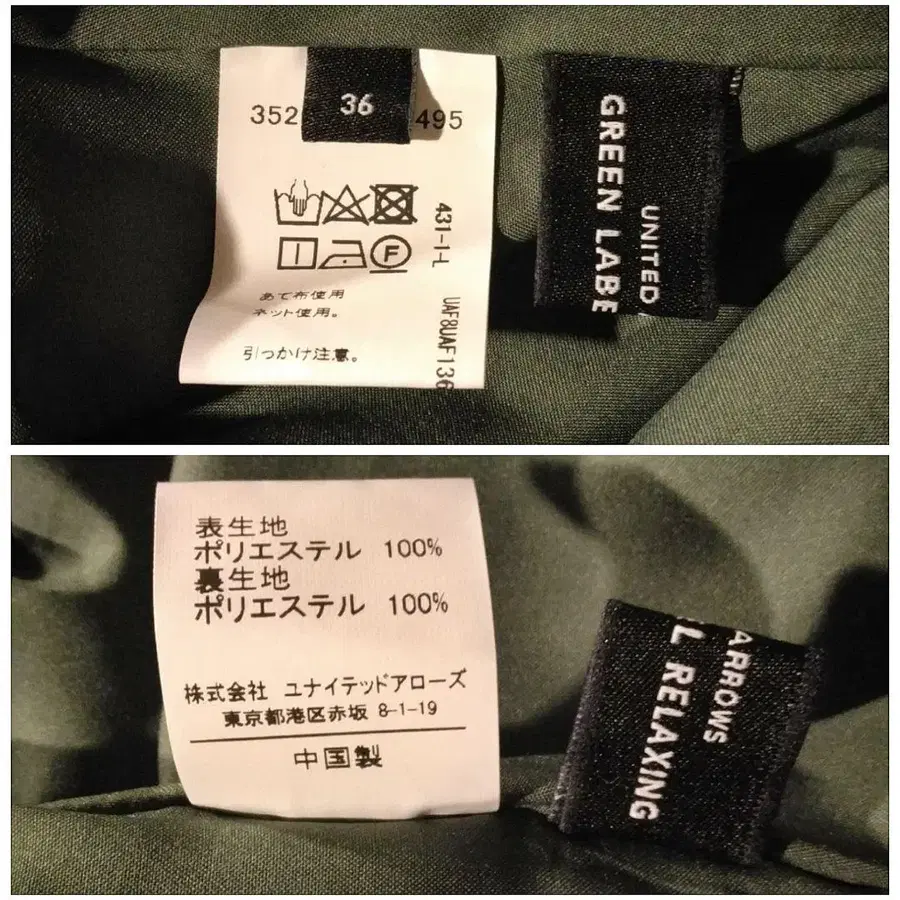 36
352
495
431-1-L
UAF8UAF136
F
あて布使用
ネット使用。
引っかけ注意。
UNITED
GREEN LABE
表生地
ポリエステル 100%
裏生地
ポリエステル 100%
株式会社 ユナイテッドアローズ
東京都港区赤坂 8-1-19
中国製
ARROWS
L RELAXING